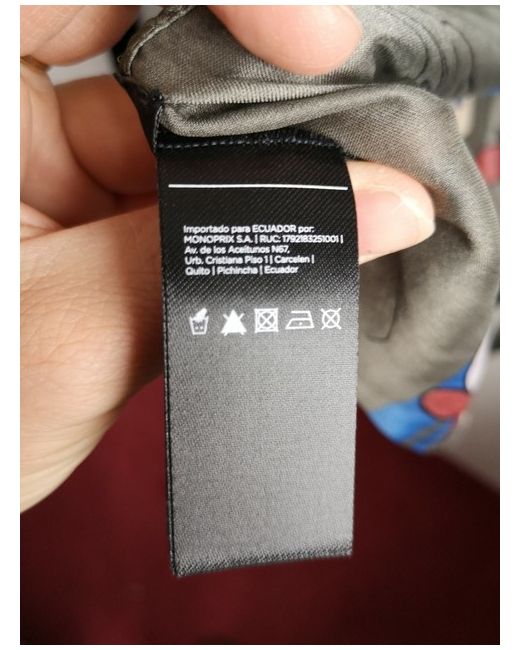 Importado para ECUADOR por:
MONOPRIX S.A. | RUC: 1792183251001 |
Av. de los Aceitunos N67,
Urb. Cristiana Piso 1 | Carcelen |
Quito | Pichincha | Ecuador